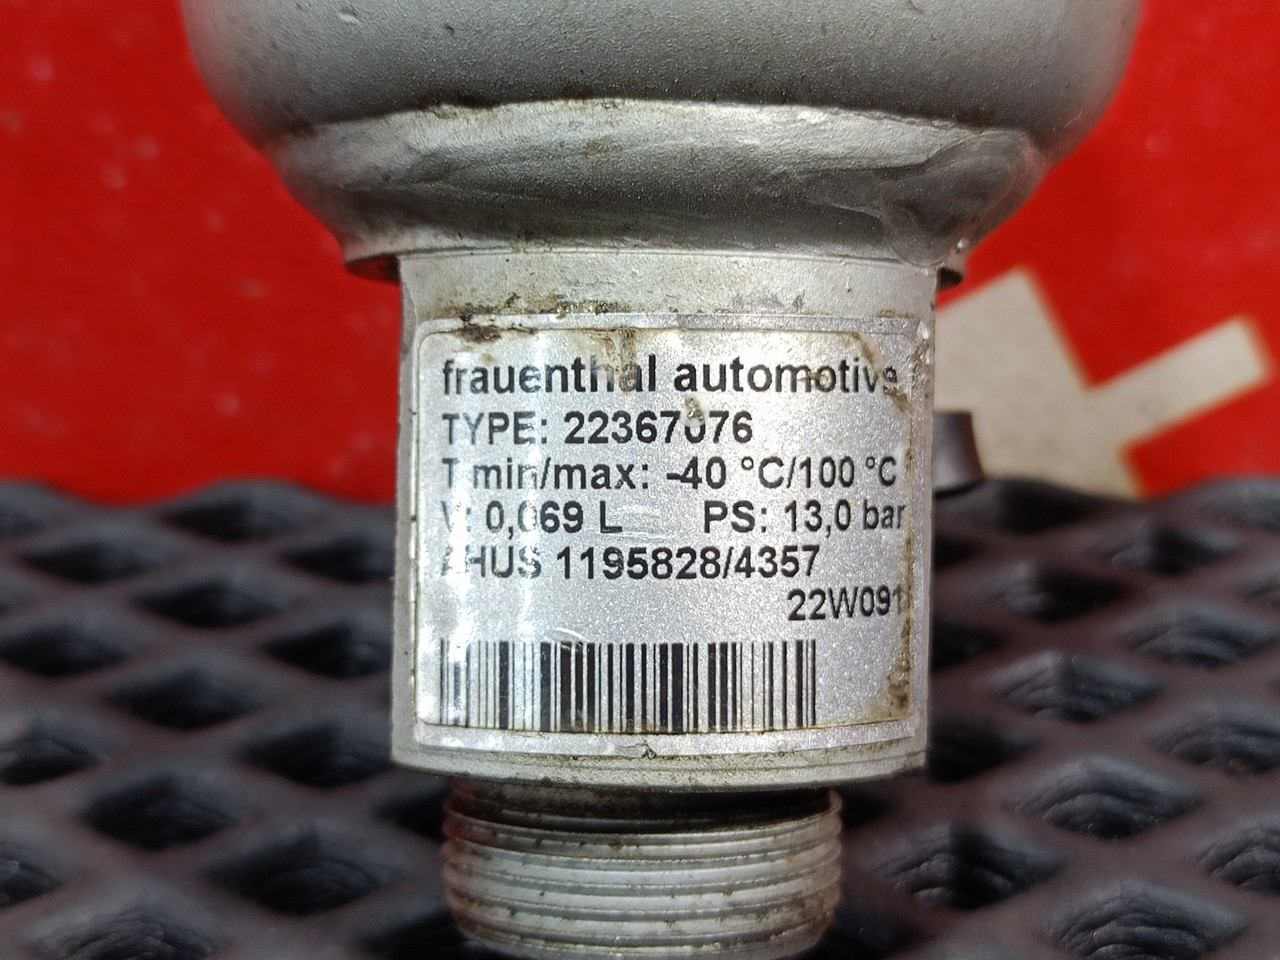 frauenthal automotive
TYPE: 22367076
T min/max: -40 °C/100 °C
V: 0,069 L PS: 13,0 bar
AHUS 1195828/4357
22W091